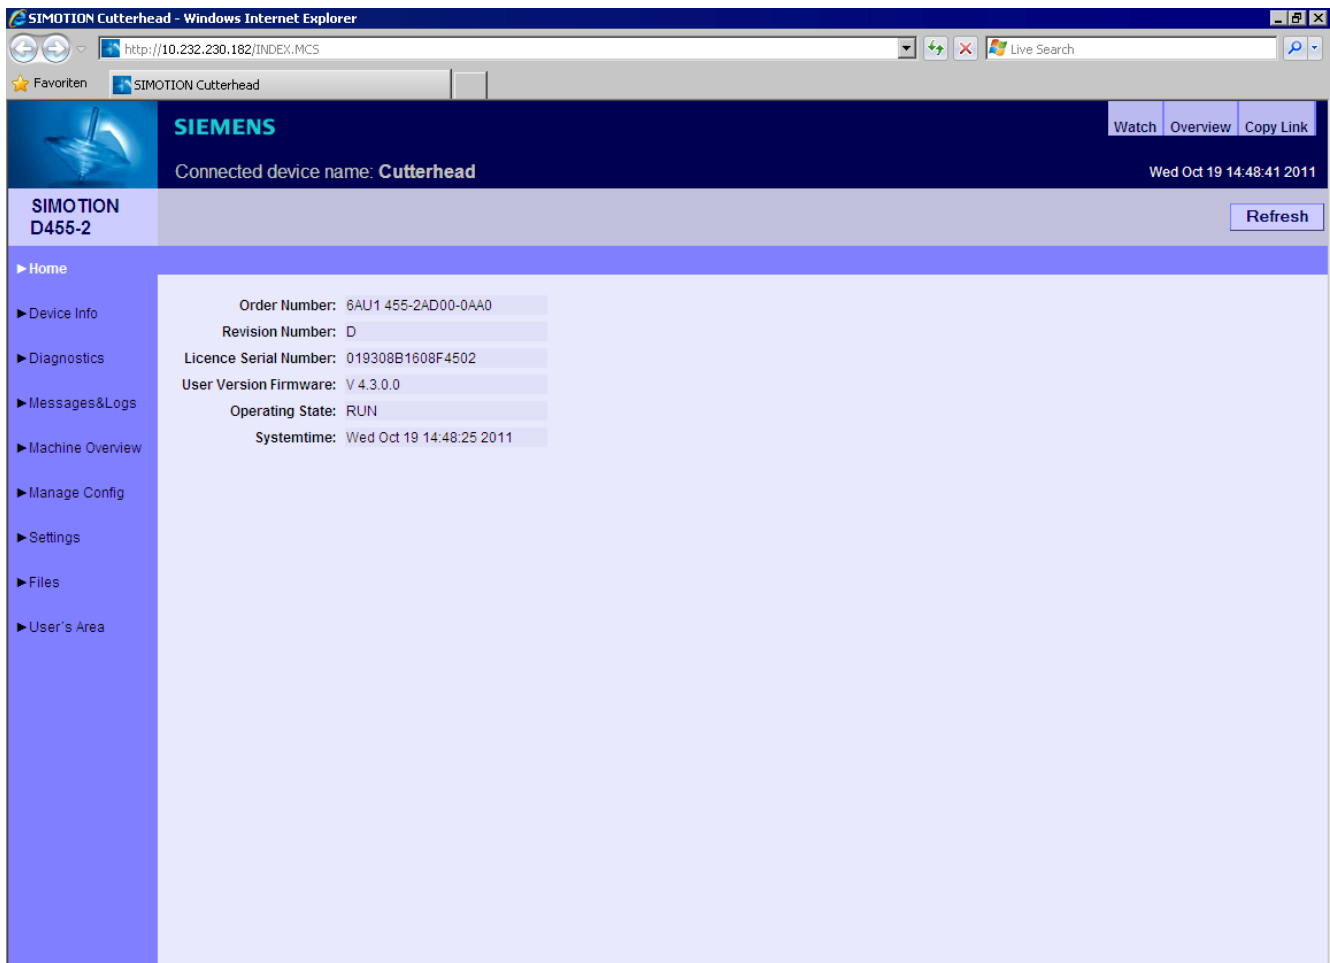 SIMOTION Cutterhead - Windows Internet Explorer
http://10.232.230.182/INDEX.MCS
Live Search
Favoriten
SIMOTION Cutterhead
SIEMENS
Watch Overview Copy Link
Connected device name: Cutterhead
Wed Oct 19 14:48:41 2011
SIMOTION
D455-2
Refresh
►Home
►Device Info
►Diagnostics
►Messages&Logs
►Machine Overview
►Manage Config
►Settings
►Files
►User's Area
Order Number: 6AU1 455-2AD00-0AA0
Revision Number: D
Licence Serial Number: 019308B1608F4502
User Version Firmware: V 4.3.0.0
Operating State: RUN
Systemtime: Wed Oct 19 14:48:25 2011